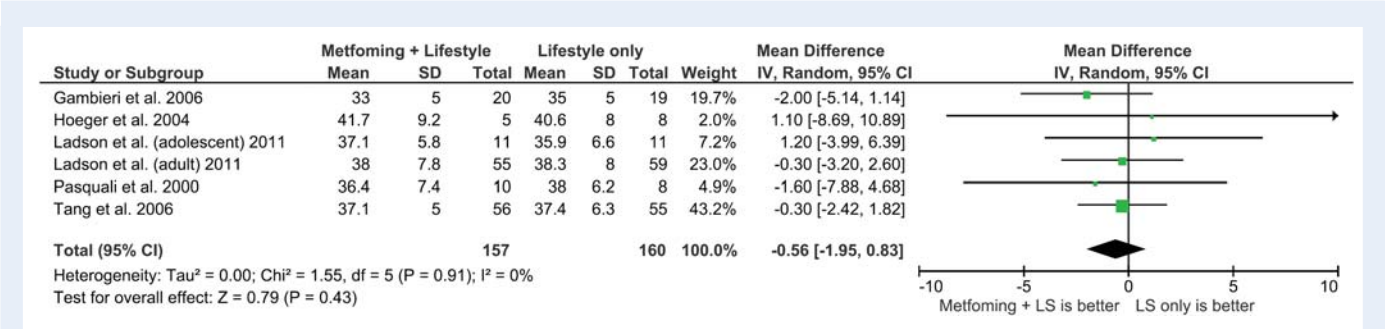 Metfoming + Lifestyle Lifestyle only Mean Difference Mean Difference
Study or Subgroup Mean SD Total Mean SD Total Weight IV, Random, 95% CI IV, Random, 95% CI
Gambieri et al. 2006 33 5 20 35 5 19 19.7% -2.00 [-5.14, 1.14]
Hoeger et al. 2004 41.7 9.2 5 40.6 8 8 2.0% 1.10 [-8.69, 10.89]
Ladson et al. (adolescent) 2011 37.1 5.8 11 35.9 6.6 11 7.2% 1.20 [-3.99, 6.39]
Ladson et al. (adult) 2011 38 7.8 55 38.3 8 59 23.0% -0.30 [-3.20, 2.60]
Pasquali et al. 2000 36.4 7.4 10 38 6.2 8 4.9% -1.60 [-7.88, 4.68]
Tang et al. 2006 37.1 5 56 37.4 6.3 55 43.2% -0.30 [-2.42, 1.82]
Total (95% CI) 157 160 100.0% -0.56 [-1.95, 0.83]
Heterogeneity: Tau² = 0.00; Chi² = 1.55, df = 5 (P = 0.91); I² = 0%
Test for overall effect: Z = 0.79 (P = 0.43)
-10 -5 0 5 10
Metfoming + LS is better LS only is better